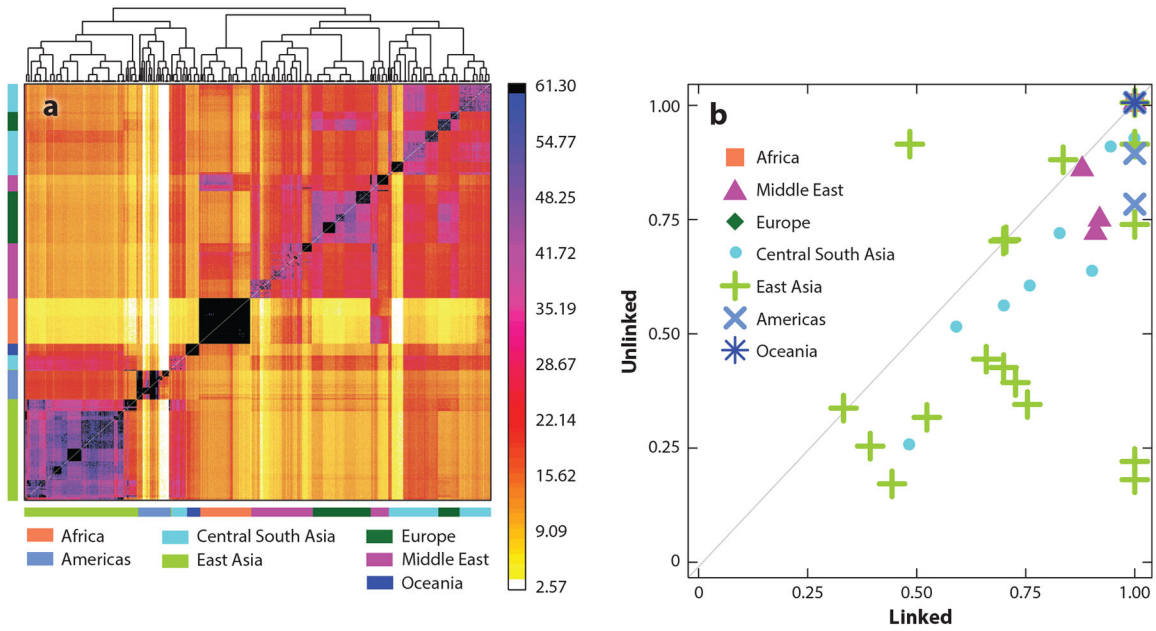 a
61.30
54.77
48.25
41.72
35.19
28.67
22.14
15.62
9.09
2.57
Africa
Americas
Central South Asia
East Asia
Europe
Middle East
Oceania
b
Unlinked
1.00
0.75
0.50
0.25
0
Africa
Middle East
Europe
Central South Asia
East Asia
Americas
Oceania
0
0.25
0.50
0.75
1.00
Linked